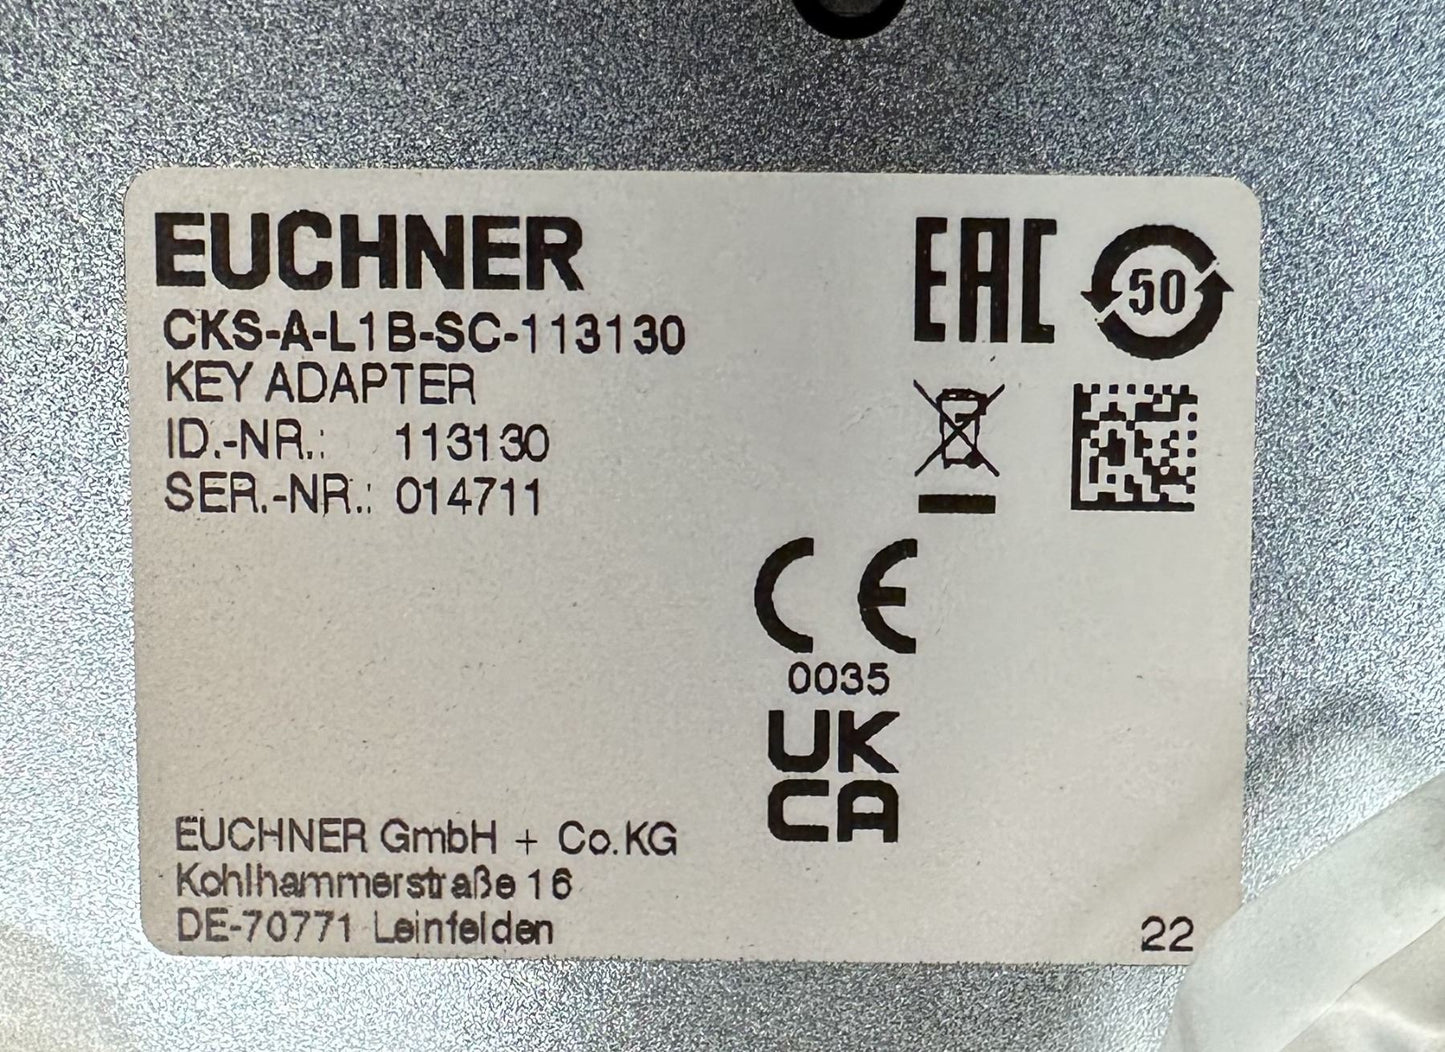 EUCHNER
CKS-A-L1B-SC-113130
KEY ADAPTER
ID.-NR.: 113130
SER.-NR.: 014711
EAC
50
CE
0035
UK
CA
EUCHNER GmbH + Co.KG
Kohlhammerstraße 16
DE-70771 Leinfelden
22